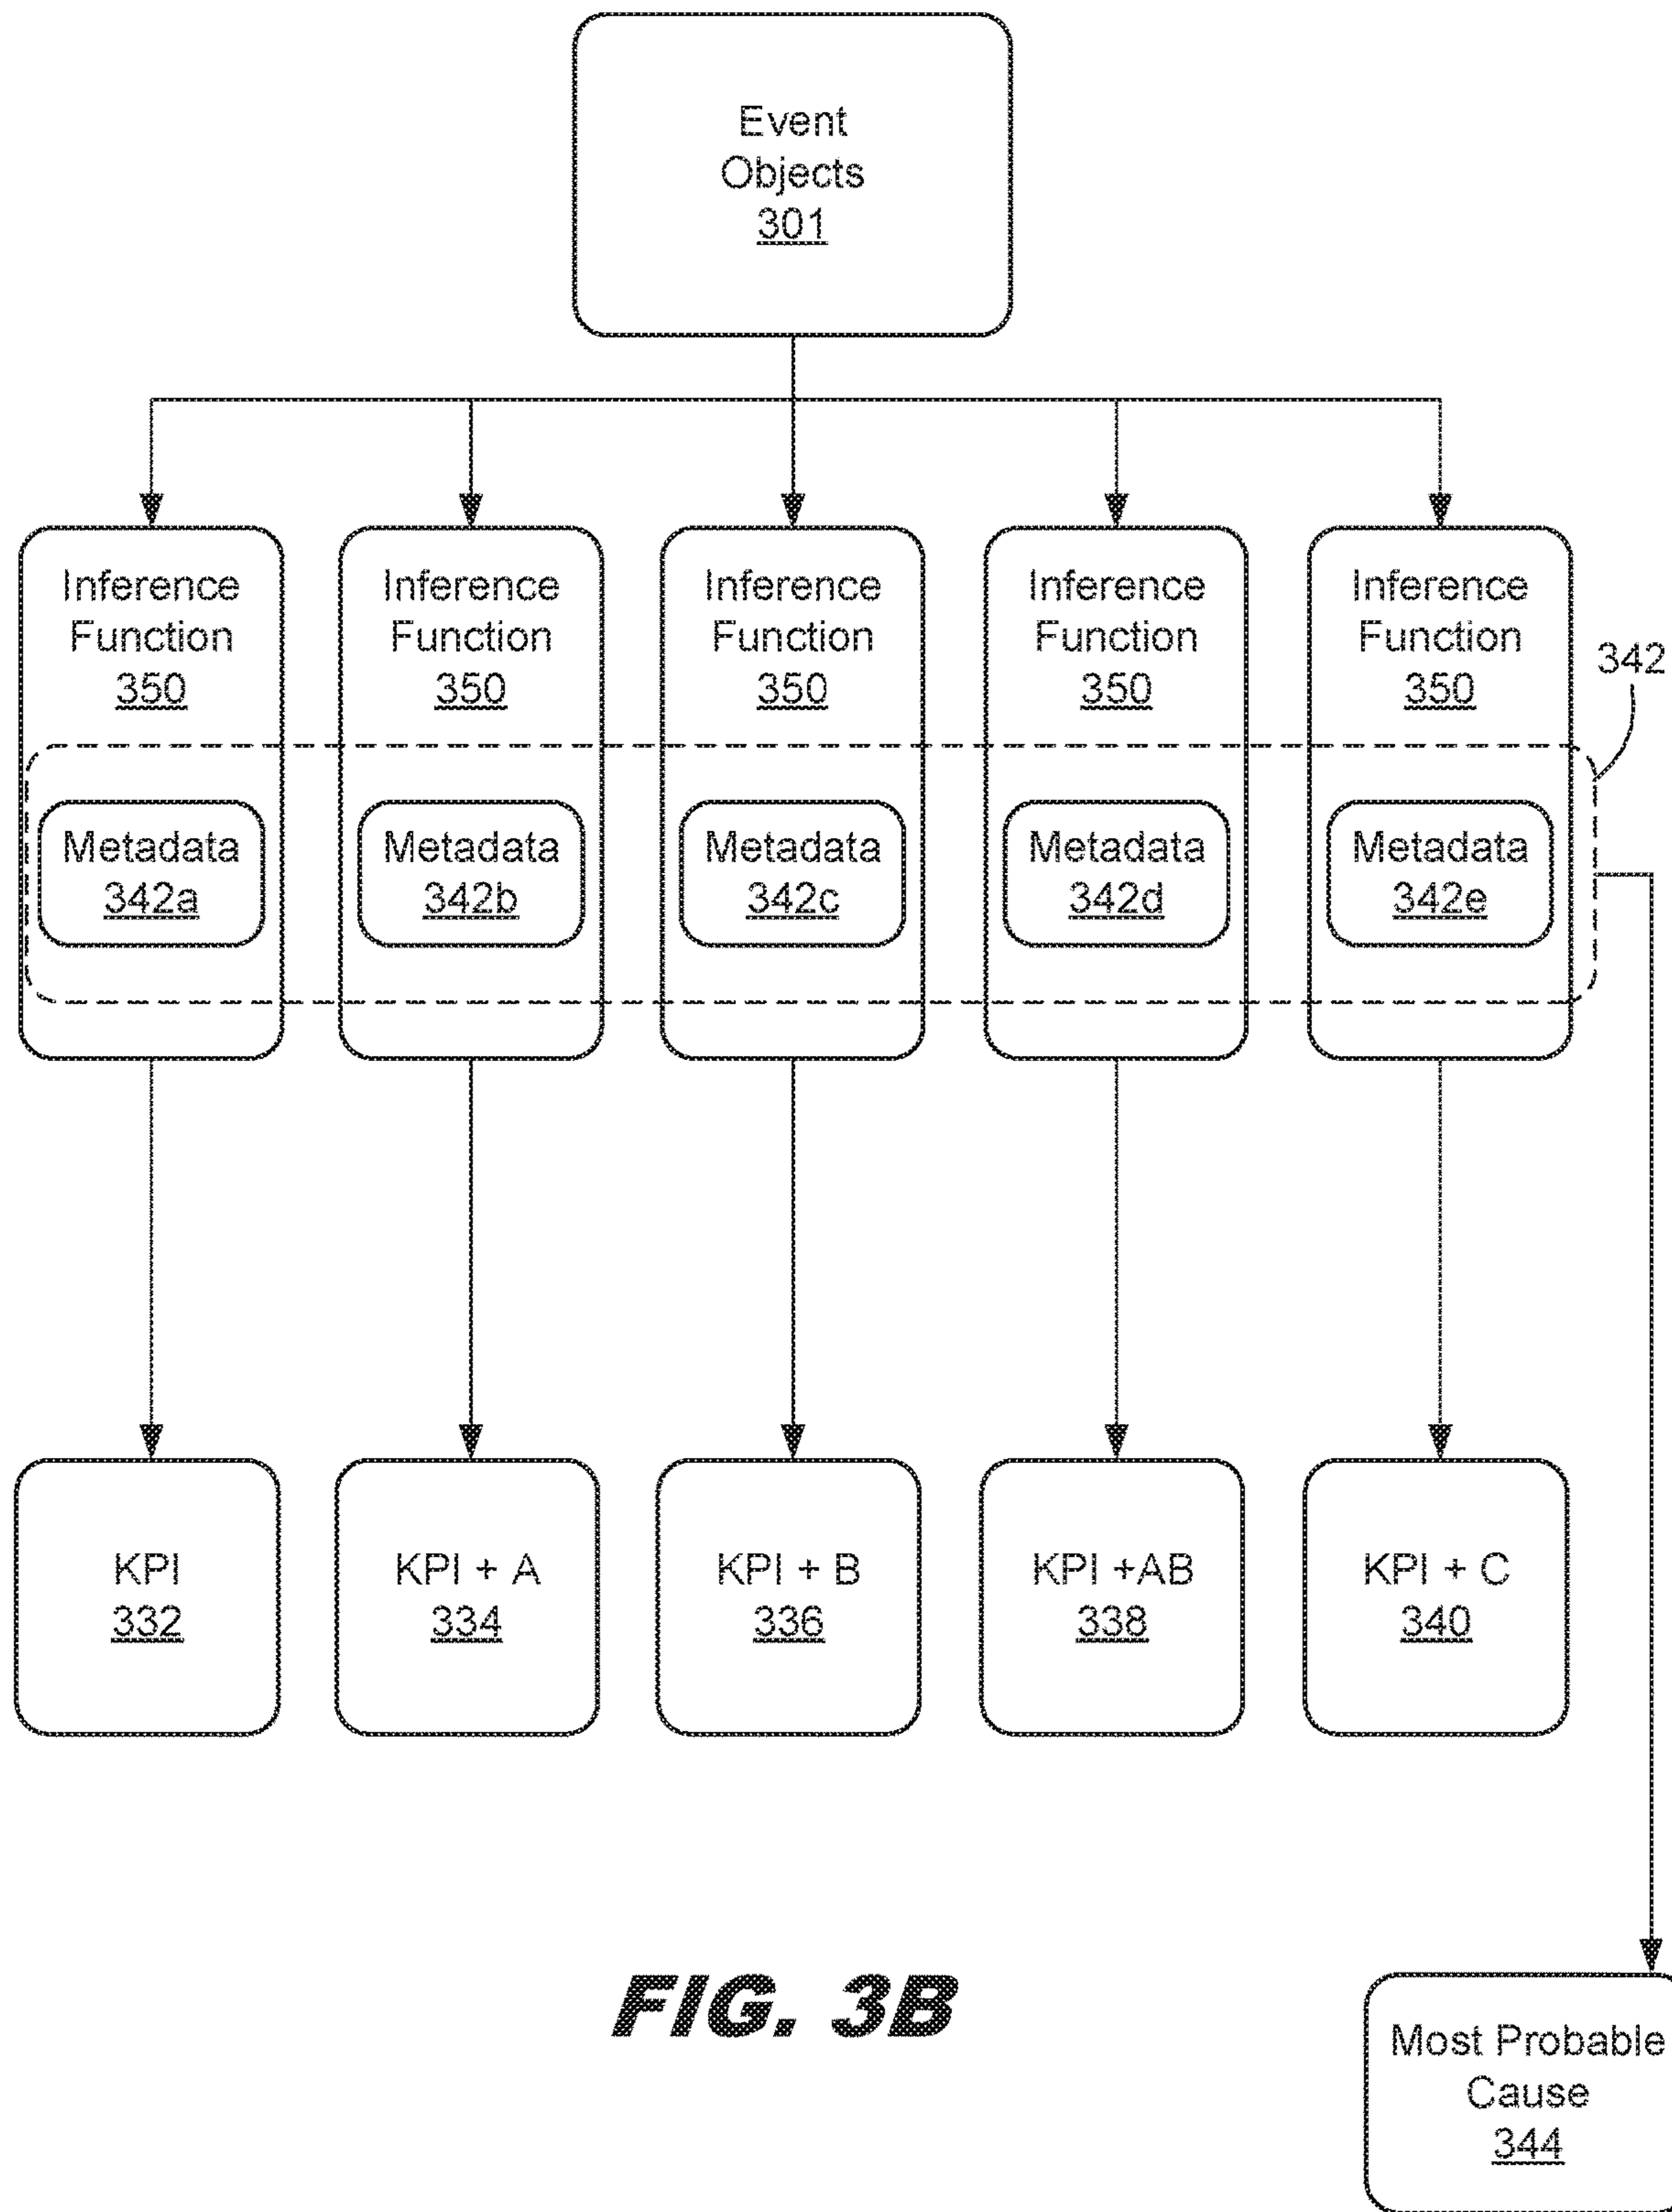 Event
Objects
301
Inference
Function
350
Inference
Function
350
Inference
Function
350
Inference
Function
350
Inference
Function
350
342
Metadata
342a
Metadata
342b
Metadata
342c
Metadata
342d
Metadata
342e
KPI
332
KPI + A
334
KPI + B
336
KPI +AB
338
KPI + C
340
FIG. 3B
Most Probable
Cause
344